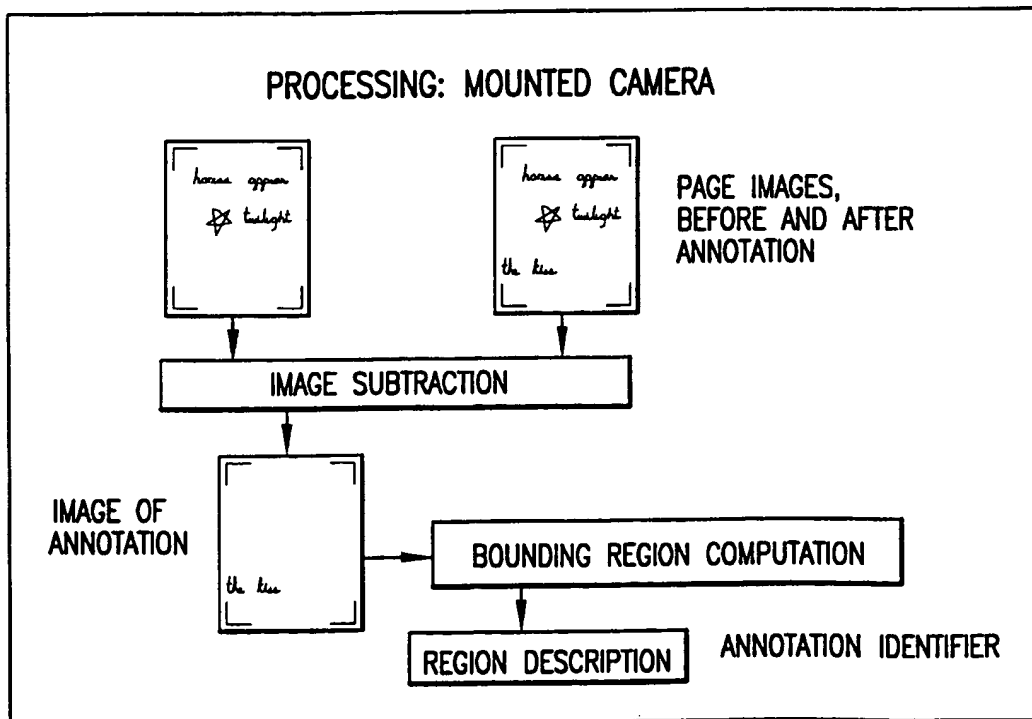 PROCESSING: MOUNTED CAMERA
horses appear
twilight
horses appear
twilight
the kiss
PAGE IMAGES,
BEFORE AND AFTER
ANNOTATION
IMAGE SUBTRACTION
IMAGE OF
ANNOTATION
the kiss
BOUNDING REGION COMPUTATION
REGION DESCRIPTION
ANNOTATION IDENTIFIER